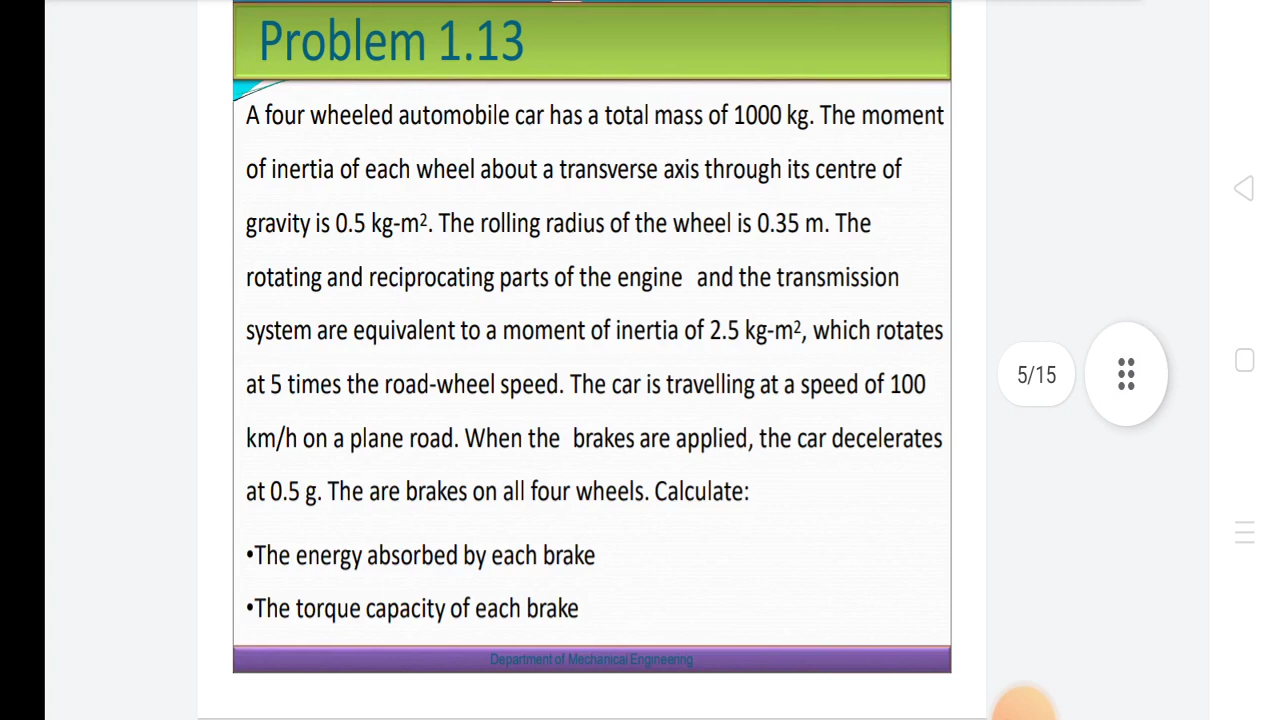 Problem 1.13
A four wheeled automobile car has a total mass of 1000 kg. The moment
of inertia of each wheel about a transverse axis through its centre of
gravity is 0.5 kg-m². The rolling radius of the wheel is 0.35 m. The
rotating and reciprocating parts of the engine and the transmission
system are equivalent to a moment of inertia of 2.5 kg-m², which rotates
at 5 times the road-wheel speed. The car is travelling at a speed of 100
km/h on a plane road. When the brakes are applied, the car decelerates
at 0.5 g. The are brakes on all four wheels. Calculate:
•The energy absorbed by each brake
•The torque capacity of each brake
Department of Mechanical Engineering
5/15